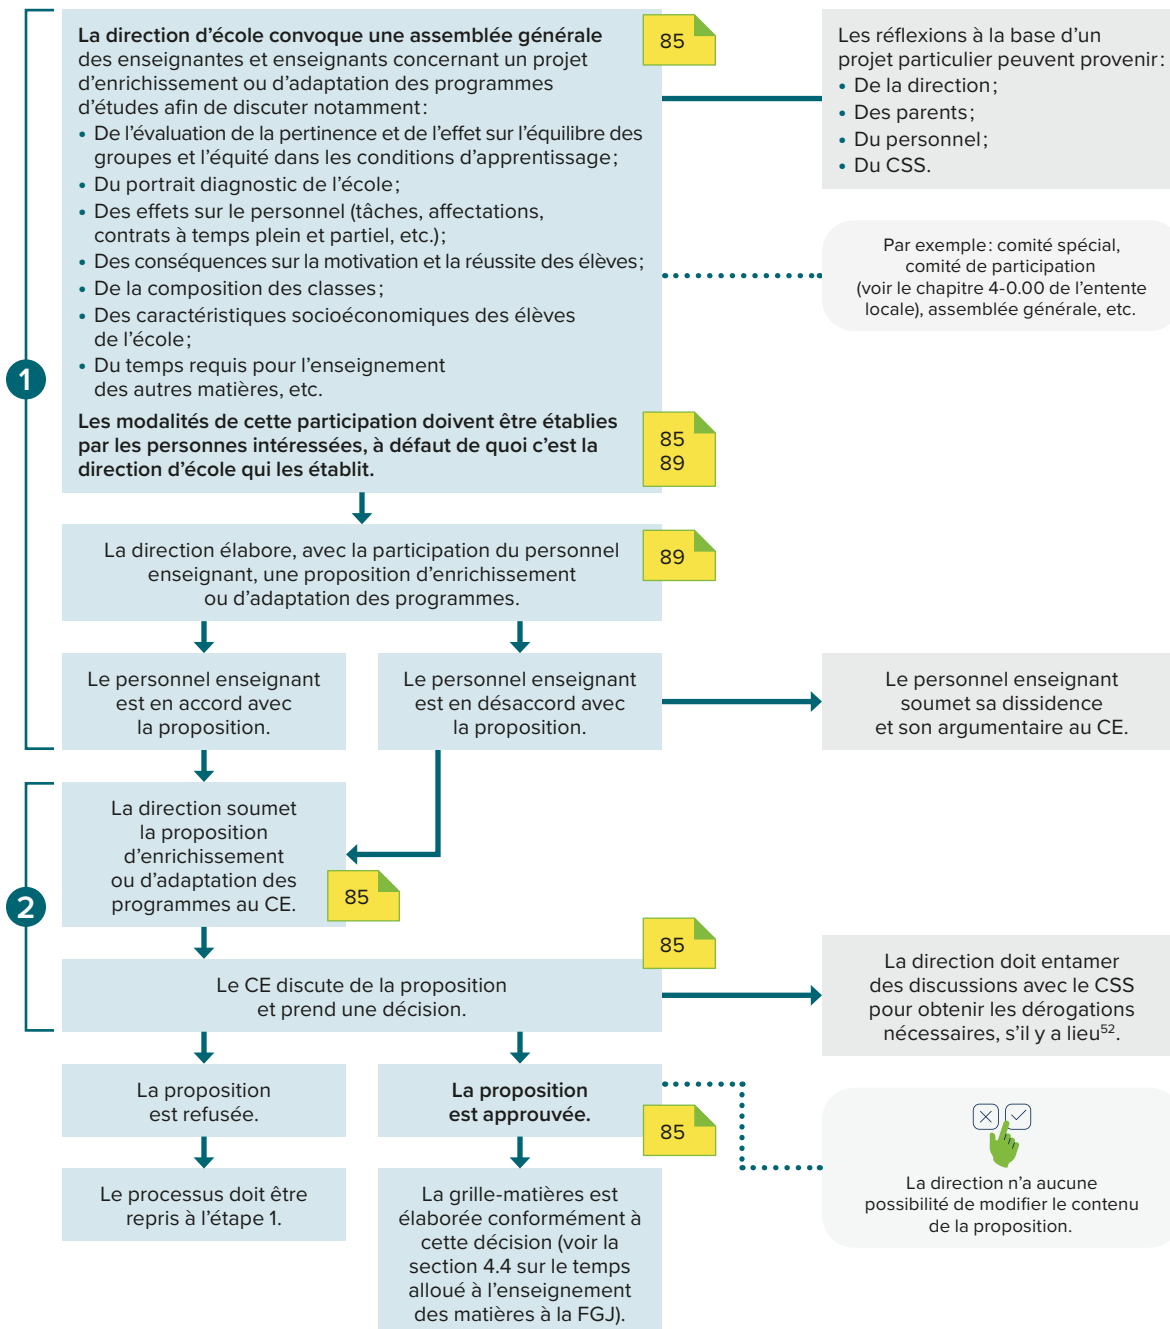 1
La direction d'école convoque une assemblée générale
des enseignantes et enseignants concernant un projet
d'enrichissement ou d'adaptation des programmes
d'études afin de discuter notamment :
• De l'évaluation de la pertinence et de l'effet sur l'équilibre des
groupes et l'équité dans les conditions d'apprentissage ;
• Du portrait diagnostic de l'école ;
• Des effets sur le personnel (tâches, affectations,
contrats à temps plein et partiel, etc.) ;
• Des conséquences sur la motivation et la réussite des élèves ;
• De la composition des classes ;
• Des caractéristiques socioéconomiques des élèves
de l'école ;
• Du temps requis pour l'enseignement
des autres matières, etc.
Les modalités de cette participation doivent être établies
par les personnes intéressées, à défaut de quoi c'est la
direction d'école qui les établit.
85
85
89
Les réflexions à la base d'un
projet particulier peuvent provenir :
• De la direction ;
• Des parents ;
• Du personnel ;
• Du CSS.
Par exemple : comité spécial,
comité de participation
(voir le chapitre 4-0.00 de l'entente
locale), assemblée générale, etc.
La direction élabore, avec la participation du personnel
enseignant, une proposition d'enrichissement
ou d'adaptation des programmes.
89
Le personnel enseignant
est en accord avec
la proposition.
Le personnel enseignant
est en désaccord avec
la proposition.
Le personnel enseignant
soumet sa dissidence
et son argumentaire au CE.
2
La direction soumet
la proposition
d'enrichissement
ou d'adaptation des
programmes au CE.
85
Le CE discute de la proposition
et prend une décision.
85
La direction doit entamer
des discussions avec le CSS
pour obtenir les dérogations
nécessaires, s'il y a lieu⁵².
La proposition
est refusée.
La proposition
est approuvée.
85
La direction n'a aucune
possibilité de modifier le contenu
de la proposition.
Le processus doit être
repris à l'étape 1.
La grille-matières est
élaborée conformément à
cette décision (voir la
section 4.4 sur le temps
alloué à l'enseignement
des matières à la FGJ).